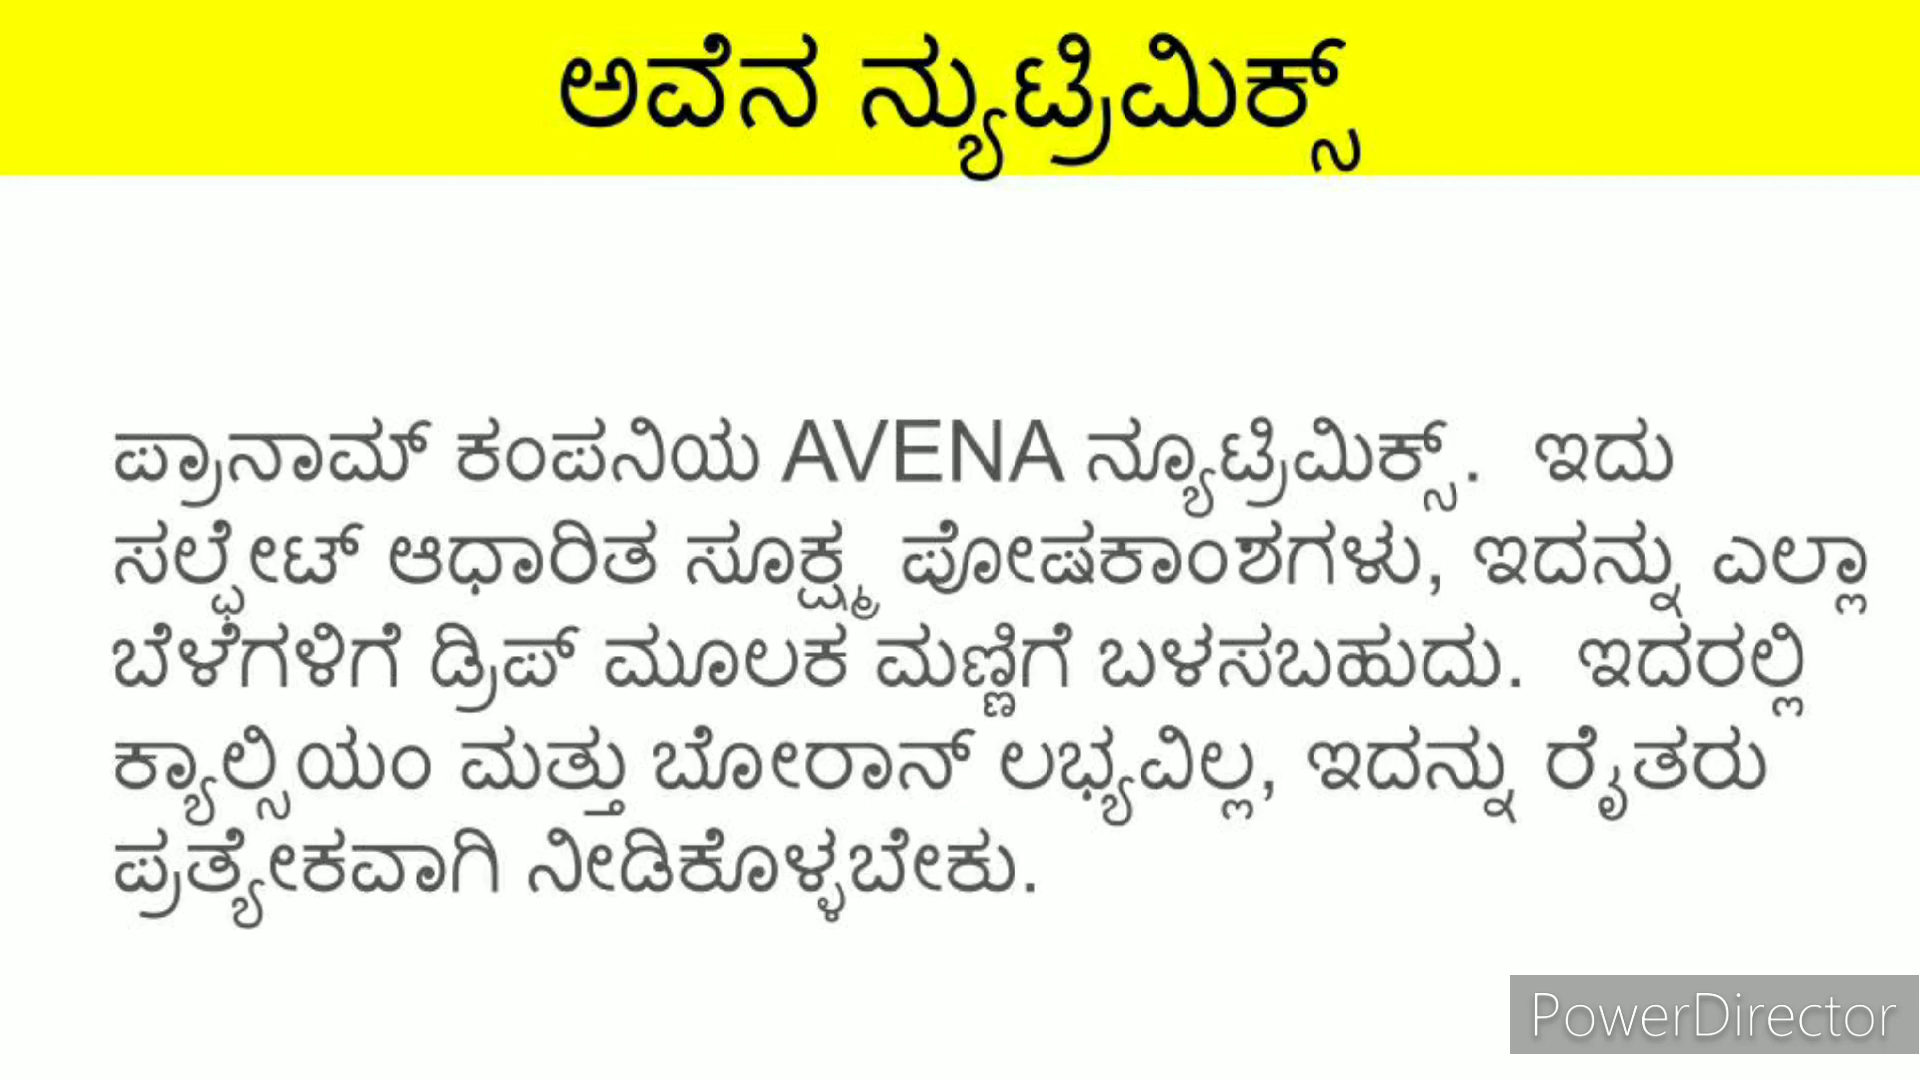 ಅವೆನ ನ್ಯುಟ್ರಿಮಿಕ್ಸ್
ಪ್ರಾನಾಮ್ ಕಂಪನಿಯ AVENA ನ್ಯೂಟ್ರಿಮಿಕ್ಸ್. ಇದು
ಸಲ್ಫೇಟ್ ಆಧಾರಿತ ಸೂಕ್ಷ್ಮ ಪೋಷಕಾಂಶಗಳು, ಇದನ್ನು ಎಲ್ಲಾ
ಬೆಳೆಗಳಿಗೆ ಡ್ರಿಪ್ ಮೂಲಕ ಮಣ್ಣಿಗೆ ಬಳಸಬಹುದು. ಇದರಲ್ಲಿ
ಕ್ಯಾಲ್ಸಿಯಂ ಮತ್ತು ಬೋರಾನ್ ಲಭ್ಯವಿಲ್ಲ, ಇದನ್ನು ರೈತರು
ಪ್ರತ್ಯೇಕವಾಗಿ ನೀಡಿಕೊಳ್ಳಬೇಕು.
PowerDirector